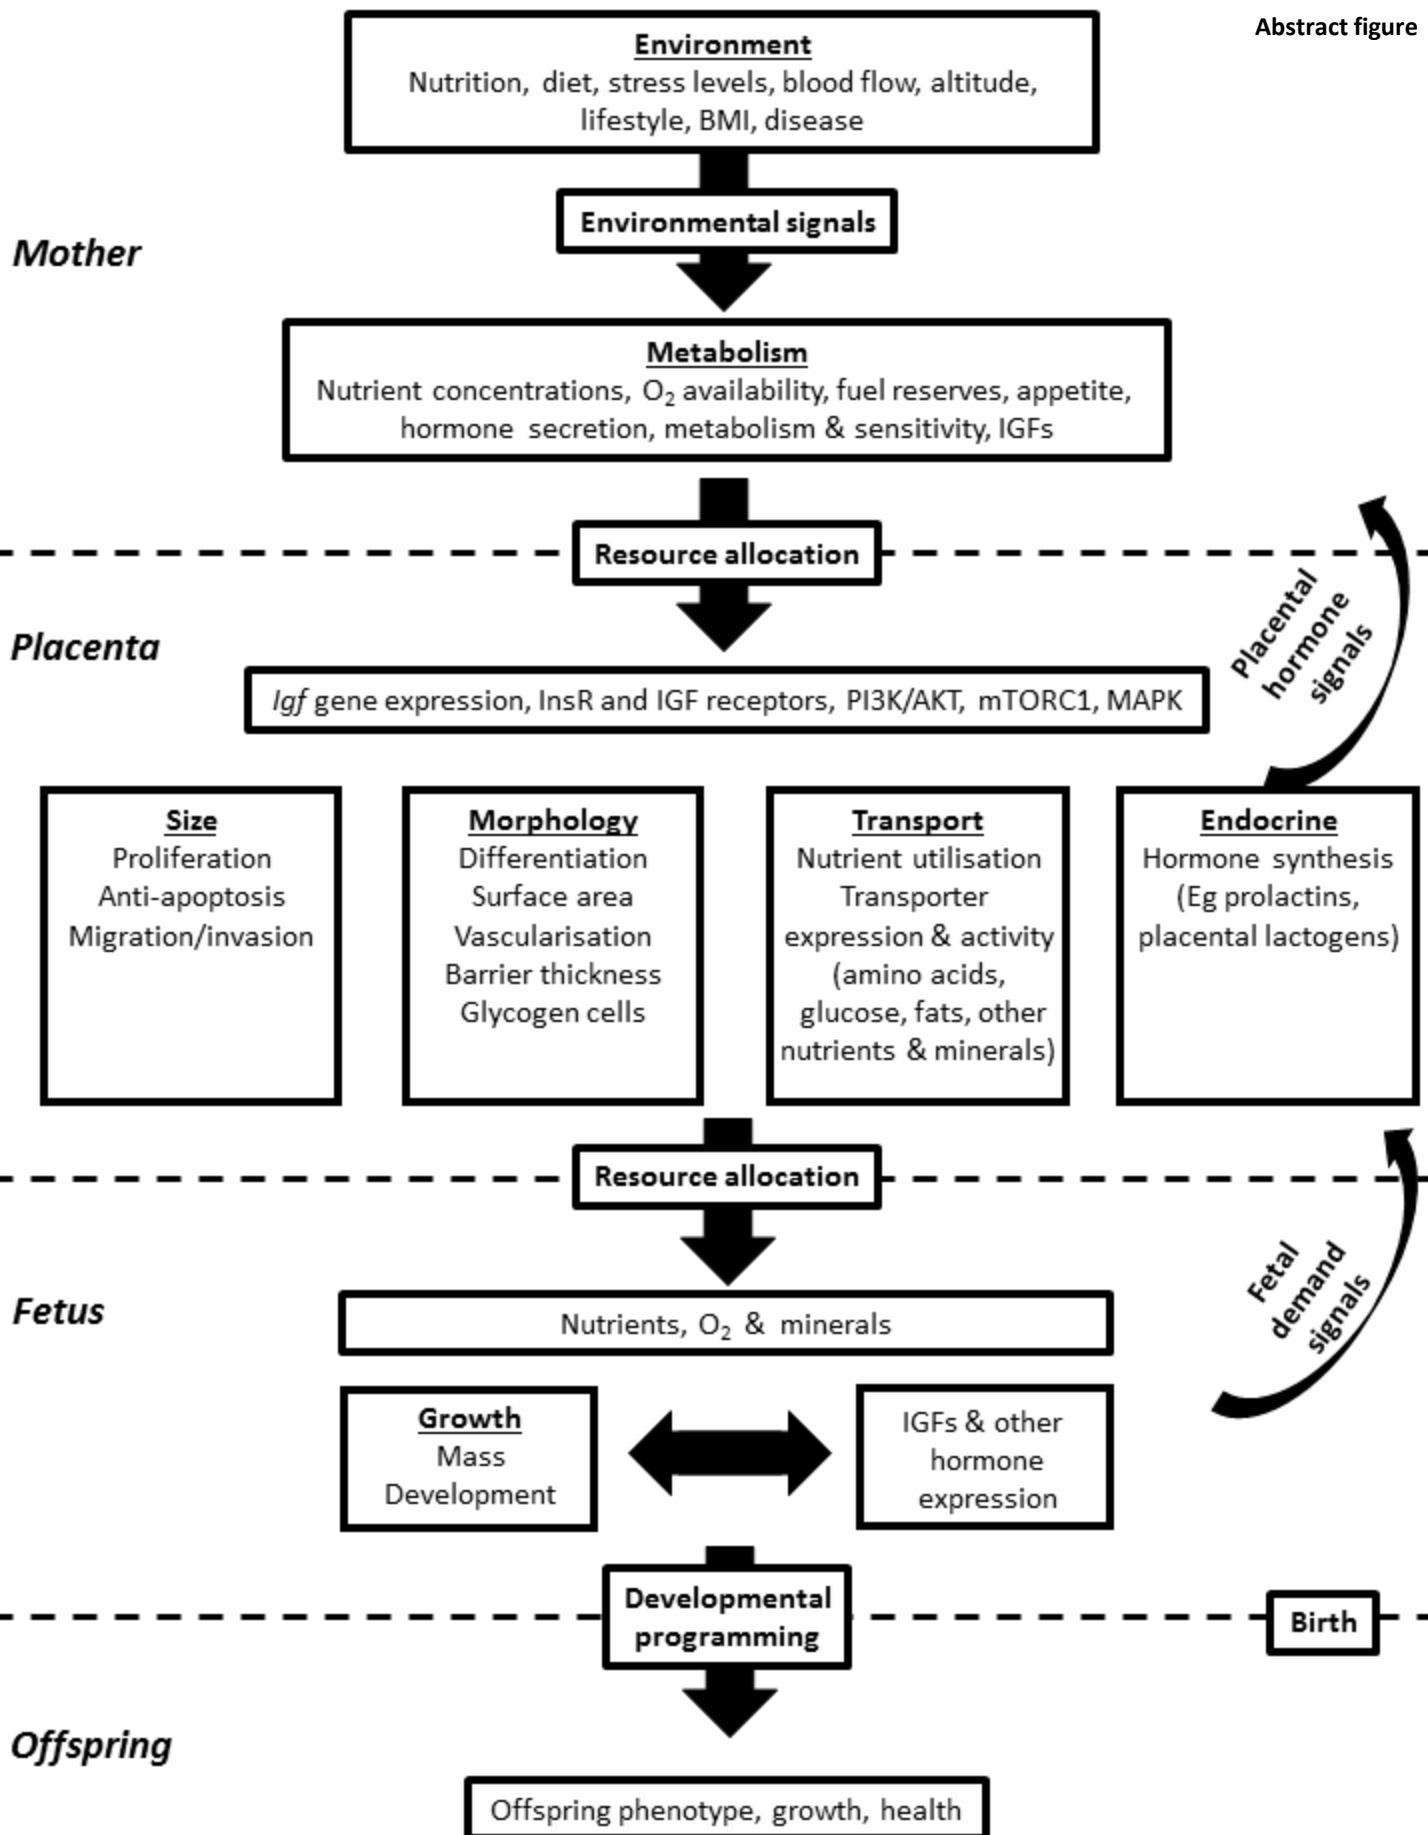 Abstract figure
Environment
Nutrition, diet, stress levels, blood flow, altitude,
lifestyle, BMI, disease
Environmental signals
Mother
Metabolism
Nutrient concentrations, O₂ availability, fuel reserves, appetite,
hormone secretion, metabolism & sensitivity, IGFs
Resource allocation
Placental
hormone
signals
Placenta
Igf gene expression, InsR and IGF receptors, PI3K/AKT, mTORC1, MAPK
Size
Proliferation
Anti-apoptosis
Migration/invasion
Morphology
Differentiation
Surface area
Vascularisation
Barrier thickness
Glycogen cells
Transport
Nutrient utilisation
Transporter
expression & activity
(amino acids,
glucose, fats, other
nutrients & minerals)
Endocrine
Hormone synthesis
(Eg prolactins,
placental lactogens)
Resource allocation
Fetal
demand
signals
Fetus
Nutrients, O₂ & minerals
Growth
Mass
Development
IGFs & other
hormone
expression
Developmental
programming
Birth
Offspring
Offspring phenotype, growth, health